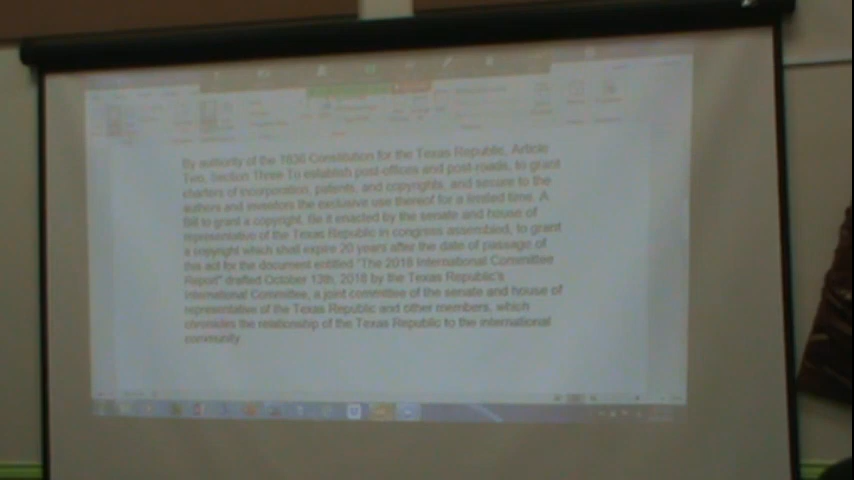 By authority of the 1836 Constitution for the Texas Republic, Article
Two, Section Three To establish post-offices and post-roads, to grant
charters of incorporation, patents, and copyrights, and secure to the
authors and investors the exclusive use thereof for a limited time. A
Bill to grant a copyright. Be it enacted by the senate and house of
representative of the Texas Republic in congress assembled, to grant
a copyright which shall expire 20 years after the date of passage of
this act for the document entitled "The 2018 International Committee
Report" drafted October 13th, 2018 by the Texas Republic's
International Committee, a joint committee of the senate and house of
representative of the Texas Republic and other members, which
chronicles the relationship of the Texas Republic to the international
community